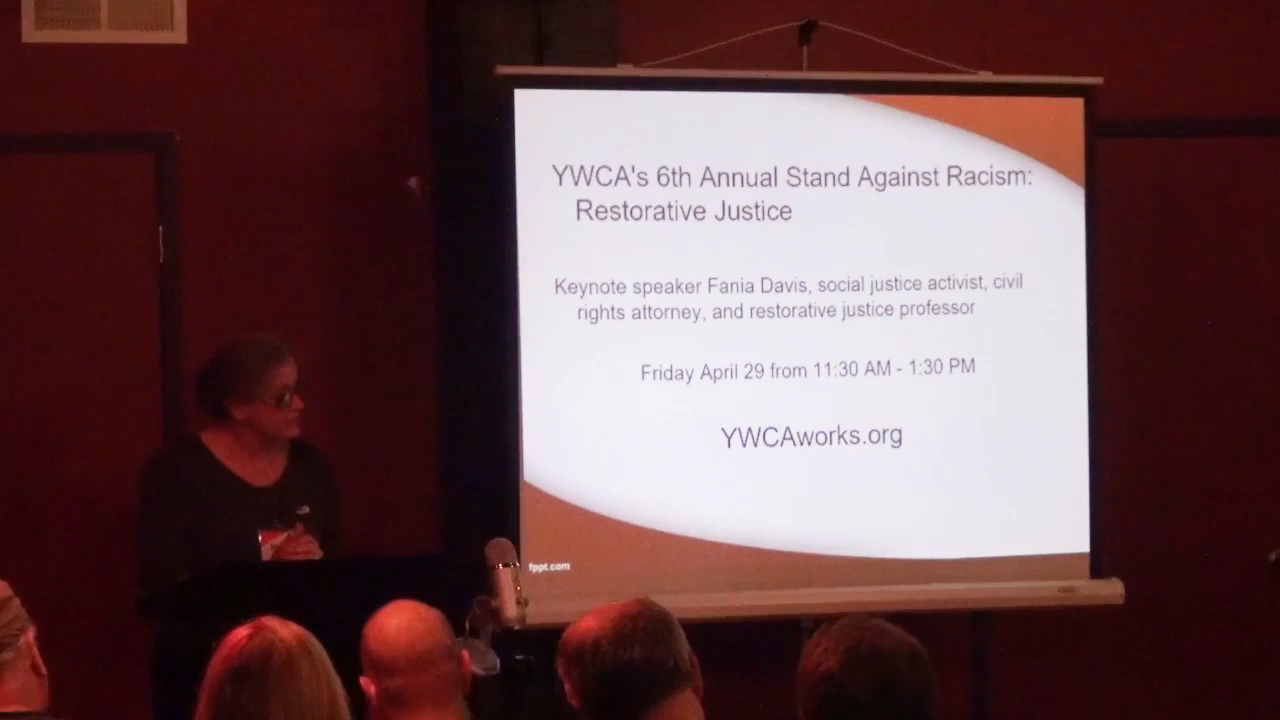 YWCA's 6th Annual Stand Against Racism:
Restorative Justice
Keynote speaker Fania Davis, social justice activist, civil
rights attorney, and restorative justice professor
Friday April 29 from 11:30 AM - 1:30 PM
YWCAworks.org
fppt.com